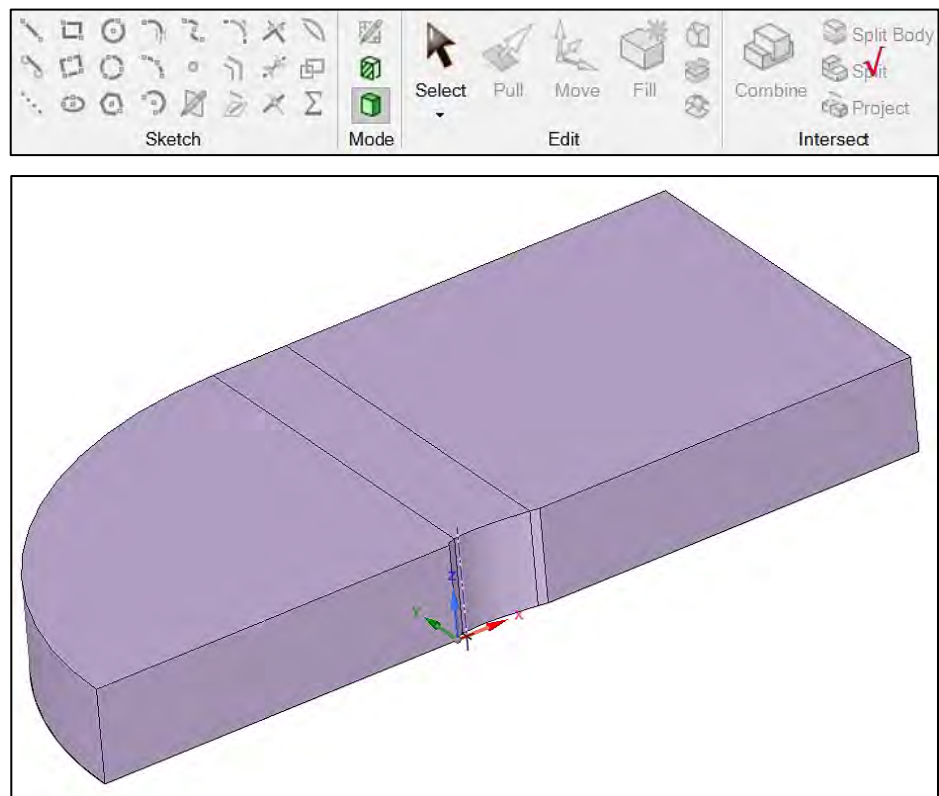 Split Body
Split
Select Pull Move Fill Combine Project
Sketch Mode Edit Intersect
Z
Y X